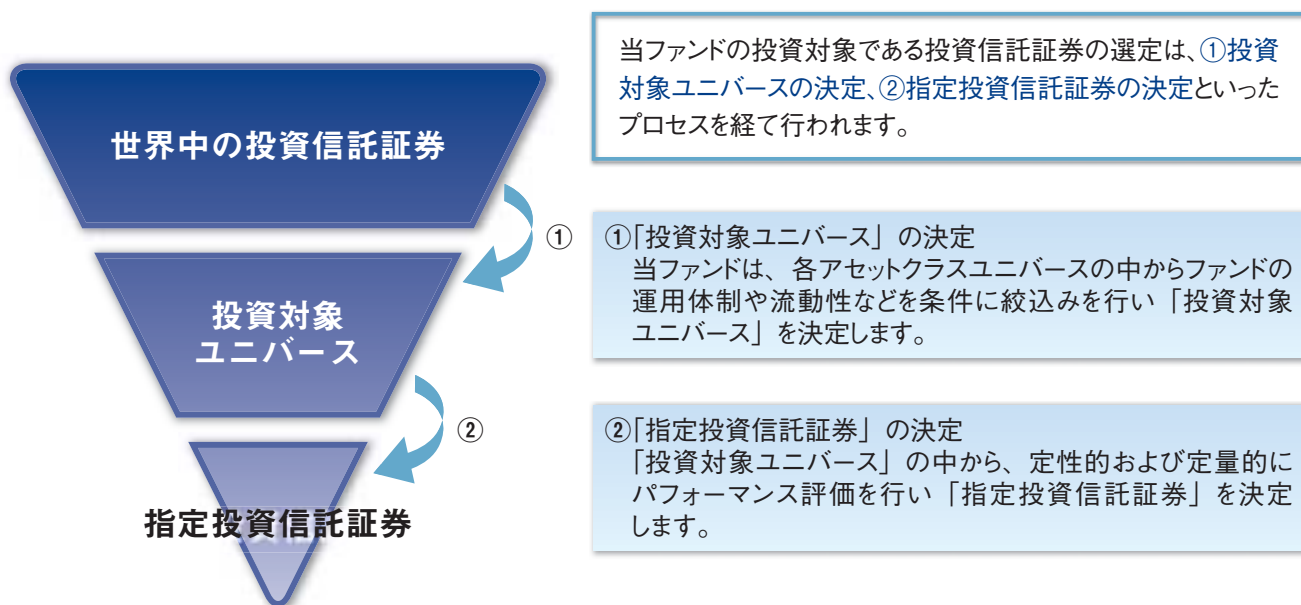 世界中の投資信託証券
①
投資対象
ユニバース
②
指定投資信託証券
当ファンドの投資対象である投資信託証券の選定は、①投資
対象ユニバースの決定、②指定投資信託証券の決定といった
プロセスを経て行われます。
①「投資対象ユニバース」の決定
当ファンドは、各アセットクラスユニバースの中からファンドの
運用体制や流動性などを条件に絞込みを行い「投資対象
ユニバース」を決定します。
②「指定投資信託証券」の決定
「投資対象ユニバース」の中から、定性的および定量的に
パフォーマンス評価を行い「指定投資信託証券」を決定
します。